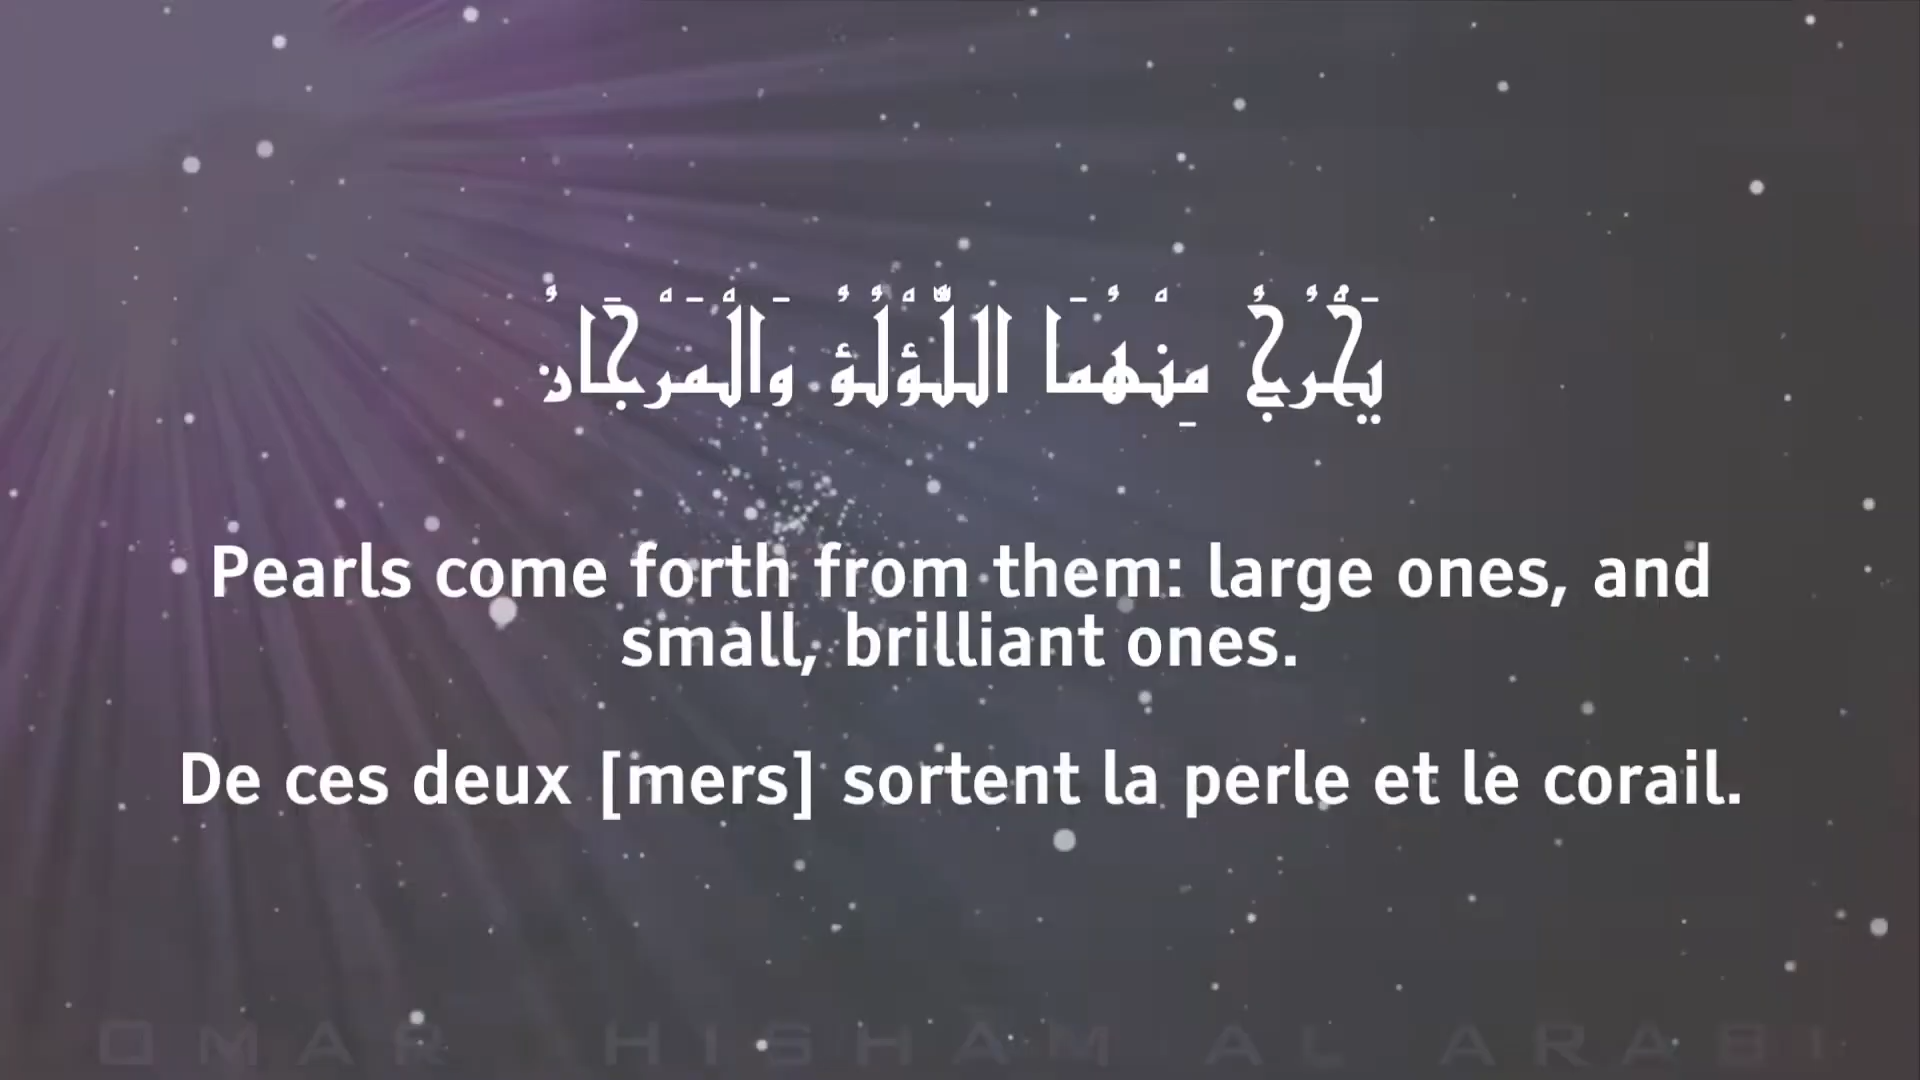 يَخْرُجُ مِنْهُمَا اللُّؤْلُؤُ وَالْمَرْجَانُ
Pearls come forth from them: large ones, and
small, brilliant ones.
De ces deux [mers] sortent la perle et le corail.
OMAR HISHAM AL ARABI